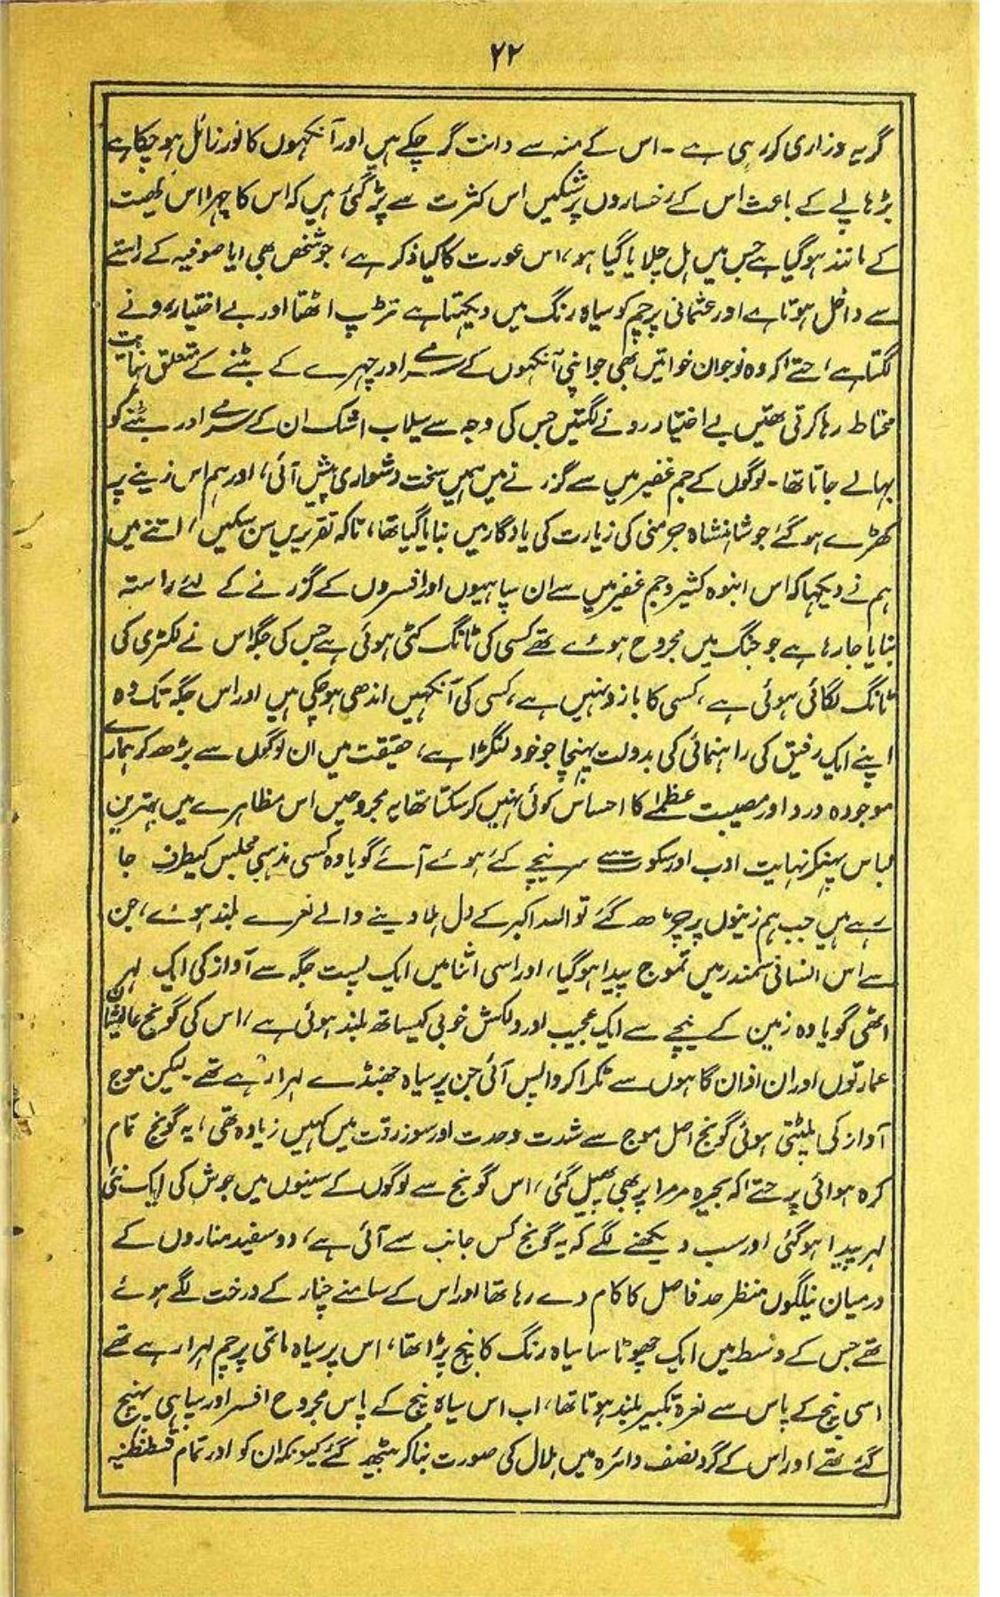 ۲۲
گریہ وزاری کر رہی ہے ۔ اس کے منہ سے دانت گر چکے ہیں اور آنکہوں کا نور زائل ہو چکا ہے
بڑہاپے کے باعث اس کے رخساروں پر شکنیں اس کثرت سے پڑ گئی ہیں کہ اس کا چہرا اس کھیت
کے مانند ہو گیا ہے جس میں ہل چلایا گیا ہو، اس عورت کا کیا ذکر ہے، جو شخص بھی ایا صوفیہ کے راستے
سے داخل ہوتا ہے اور عثمانی پرچم کو سیاہ رنگ میں دیکہتا ہے تڑپ اٹھتا اور بے اختیار رونے
لگتا ہے، حتےٰ کہ وہ نوجوان خواتین بھی جو اپنی آنکہوں کے سرمے اور چہرے کے بٹنے کے متعلق نہایت
محتاط رہا کرتی تھیں بے اختیار رونے لگتیں جس کی وجہ سے سیلاب اشک ان کے سرمے اور بٹنے کو
بہالے جاتا تھا ۔ لوگوں کے جم غفیر میں سے گزرنے میں ہمیں سخت دشواری پیش آئی، اور ہم اس زینے پر
کھڑے ہو گئے جو شاہنشاہ جرمنی کی زیارت کی یادگار میں بنایا گیا تھا، تاکہ تقریریں سن سکیں، اتنے میں
ہم نے دیکہا کہ اس انبوہ کثیر و جم غفیر میں سے ان سپاہیوں اور افسروں کے گزرنے کے لئے راستہ
بنایا جا رہا ہے جو جنگ میں مجروح ہوئے تھے کسی کی ٹانگ کٹی ہوئی ہے جس کی جگہ اس نے لکڑی کی
ٹانگ لگائی ہوئی ہے، کسی کا بازو نہیں ہے، کسی کی آنکہیں اندھی ہو چکی ہیں اور اس جگہ تک وہ
اپنے ایک رفیق کی راہنمائی کی بدولت پہنچا جو خود لنگڑا ہے، حقیقت میں ان لوگوں سے بڑھ کر ہمارے
موجودہ درد اور مصیبت عظمےٰ کا احساس کوئی نہیں کر سکتا تھا یہ مجروحین اس مظاہرے میں بہترین
لباس پہنکر نہایت ادب اور سکوت سے سر نیچے کئے ہوئے آئے گویا وہ کسی مذہبی مجلس کیطرف جا
رہے ہیں جب ہم زینوں پر چڑھ گئے تو اللہ اکبر کے دل ہلا دینے والے نعرے بلند ہوئے، جن
سے اس انسانی سمندر میں تموج پیدا ہو گیا، اور اسی اثنا میں ایک پست جگہ سے آواز کی ایک لہر
اٹھی گویا وہ زمین کے نیچے سے ایک عجیب اور دلکش خوبی کیساتھ بلند ہوئی ہے، اس کی گونج عالیشان
عمارتوں اور ان اذان گاہوں سے ٹکرا کر واپس آئی جن پر سیاہ جھنڈے لہرا رہے تھے ۔ لیکن موج
آواز کی پلٹتی ہوئی گونج اصل موج سے شدت وحدت اور سوز و رقت میں کہیں زیادہ تھی، یہ گونج تمام
کرہ ہوائی پر حتےٰ کہ بحیرہ مرمرا پر بھی پھیل گئی، اس گونج سے لوگوں کے سینوں میں جوش کی ایک نئی
لہر پیدا ہو گئی اور سب دیکھنے لگے کہ یہ گونج کس جانب سے آئی ہے، دو سفید مناروں کے
درمیان نیلگوں منظر حد فاصل کا کام دے رہا تھا اور اس کے سامنے چنار کے درخت لگے ہوئے
تھے جس کے وسط میں ایک چھوٹا سا سیاہ رنگ کا بنچ پڑا تھا، اس پر سیاہ ماتمی پرچم لہرا رہے تھے
اسی بنچ کے پاس سے نعرہ تکبیر بلند ہوتا تھا، اب اس سیاہ بنچ کے پاس مجروح افسر اور سپاہی پہنچ
گئے تھے اور اس کے گرد نصف دائرہ میں ہلال کی صورت بنا کر بیٹھ گئے کیونکہ ان کو اور تمام قسطنطنیہ